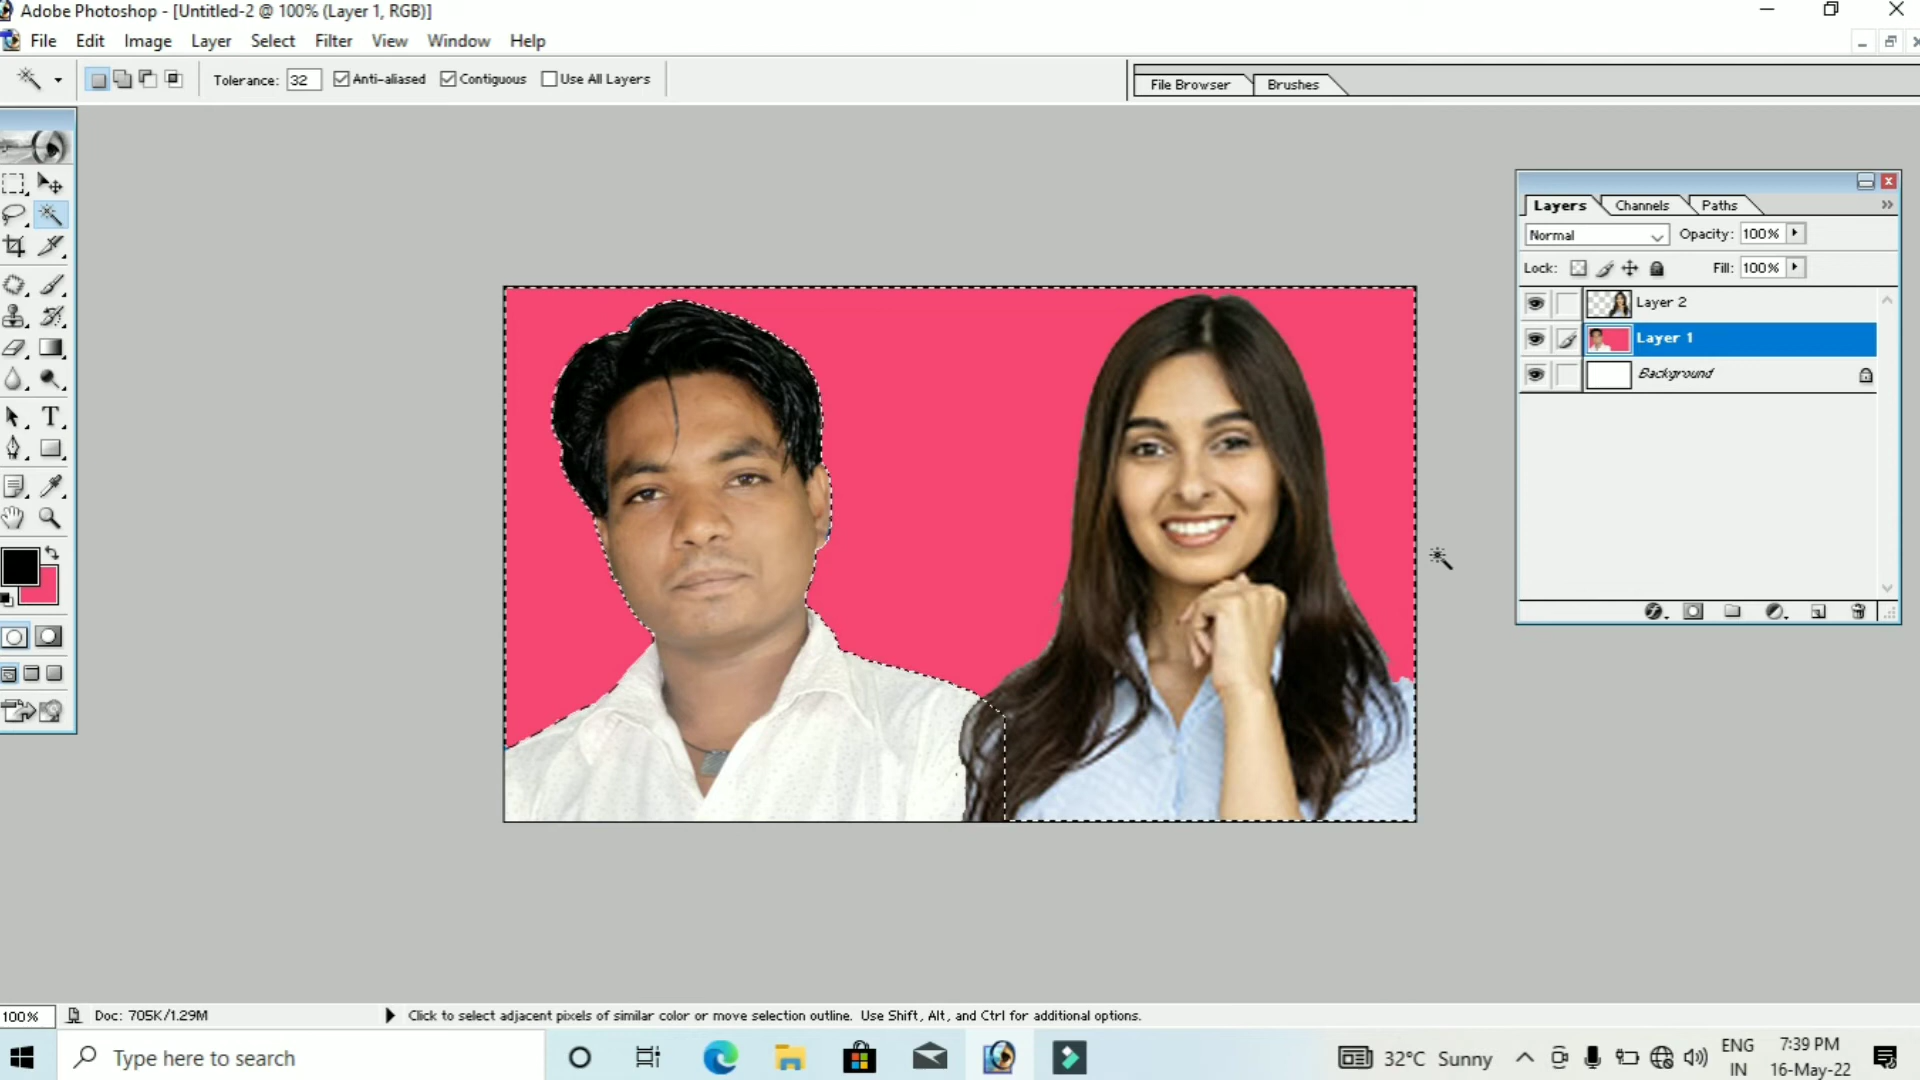 Adobe Photoshop - [Untitled-2 @ 100% (Layer 1, RGB)]
File Edit Image Layer Select Filter View Window Help
Tolerance: 32 Anti-aliased Contiguous Use All Layers File Browser Brushes
Layers Channels Paths
Normal Opacity: 100%
Lock: Fill: 100%
Layer 2
Layer 1
Background
T
100% Doc: 705K/1.29M Click to select adjacent pixels of similar color or move selection outline. Use Shift, Alt, and Ctrl for additional options.
Type here to search 32°C Sunny ENG IN 7:39 PM 16-May-22